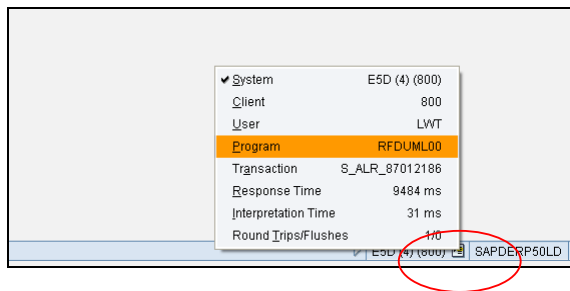 System E5D (4) (800)
Client 800
User LWT
Program RFDUML00
Transaction S_ALR_87012186
Response Time 9484 ms
Interpretation Time 31 ms
Round Trips/Flushes 1/0
E5D (4) (800) SAPDERP50LD